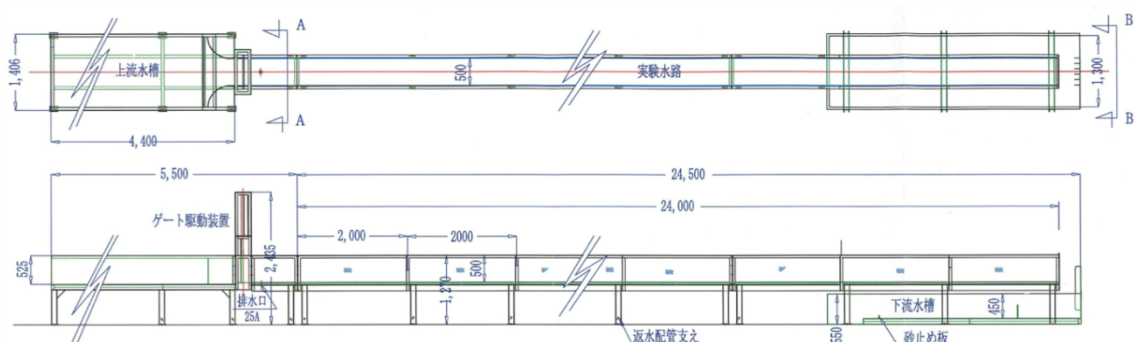 A
B
上流水槽
1,406
500
実験水路
1,300
A
B
4,400
5,500
24,500
ゲート駆動装置
24,000
2,435
2,000
2000
525
500
1,270
排水口
25A
下流水槽
450
550
返水配管支え
砂止め板